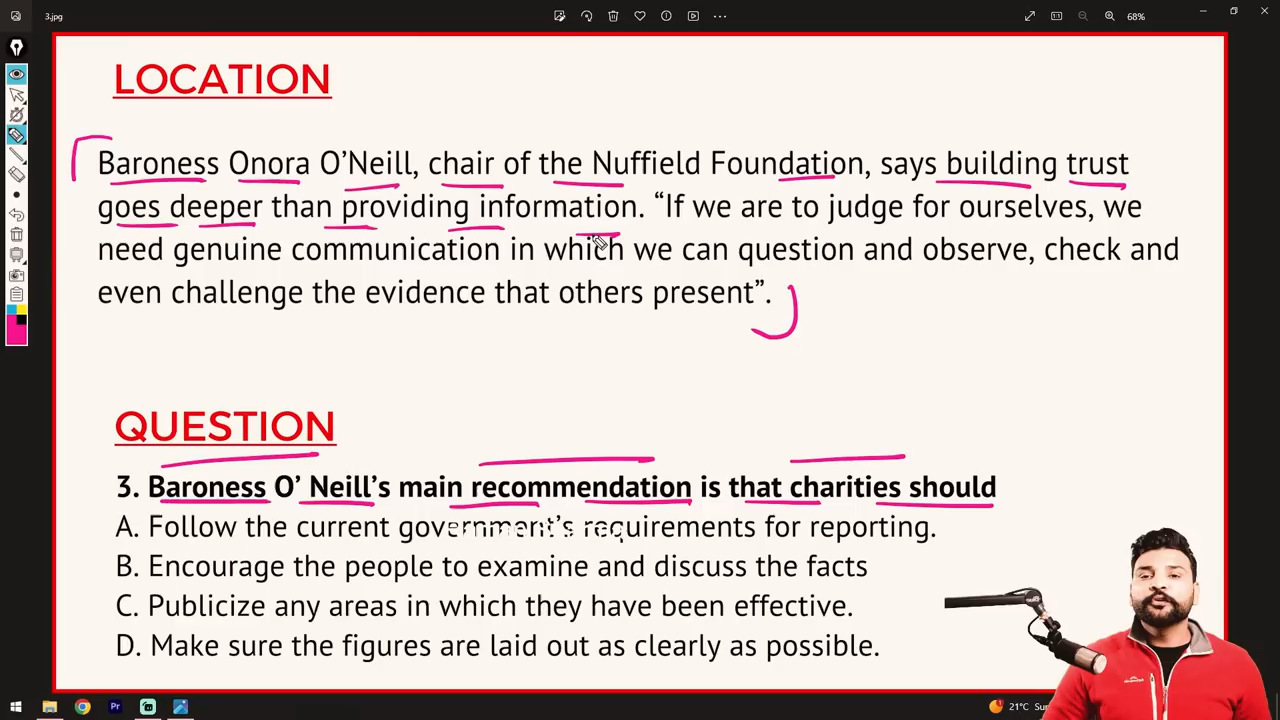 3.jpg
68%
LOCATION
Baroness Onora O’Neill, chair of the Nuffield Foundation, says building trust
goes deeper than providing information. “If we are to judge for ourselves, we
need genuine communication in which we can question and observe, check and
even challenge the evidence that others present”.
QUESTION
3. Baroness O’ Neill’s main recommendation is that charities should
A. Follow the current government’s requirements for reporting.
B. Encourage the people to examine and discuss the facts
C. Publicize any areas in which they have been effective.
D. Make sure the figures are laid out as clearly as possible.
21°C